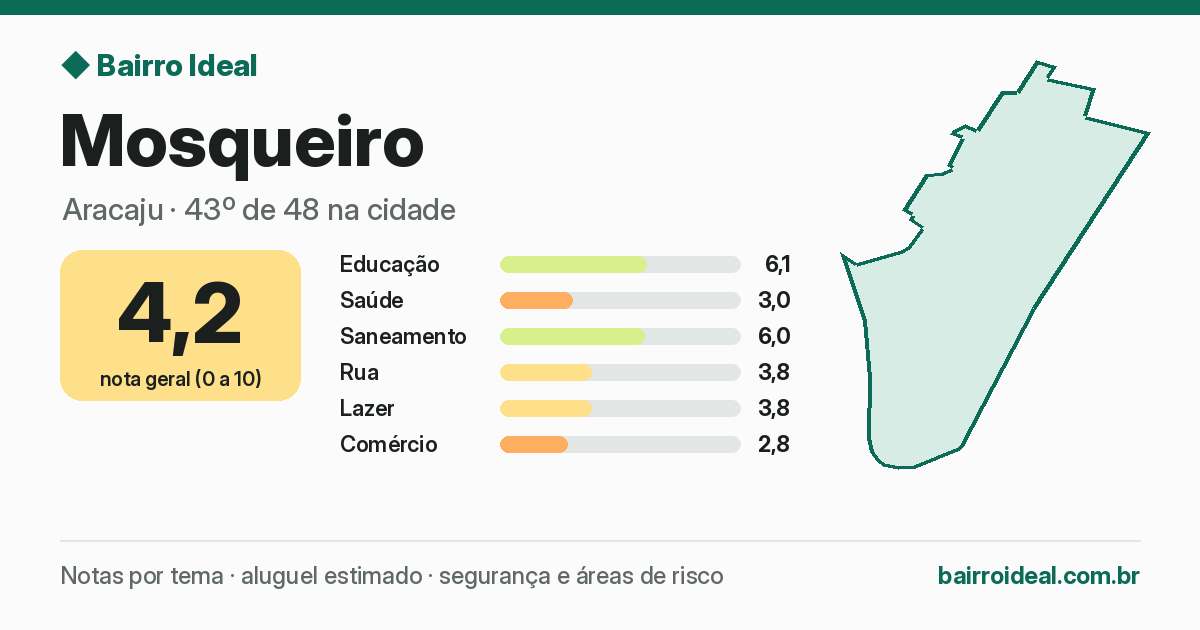 Bairro Ideal
Mosqueiro
Aracaju · 43º de 48 na cidade
4,2
nota geral (0 a 10)
Educação 6,1
Saúde 3,0
Saneamento 6,0
Rua 3,8
Lazer 3,8
Comércio 2,8
Notas por tema · aluguel estimado · segurança e áreas de risco
bairroideal.com.br